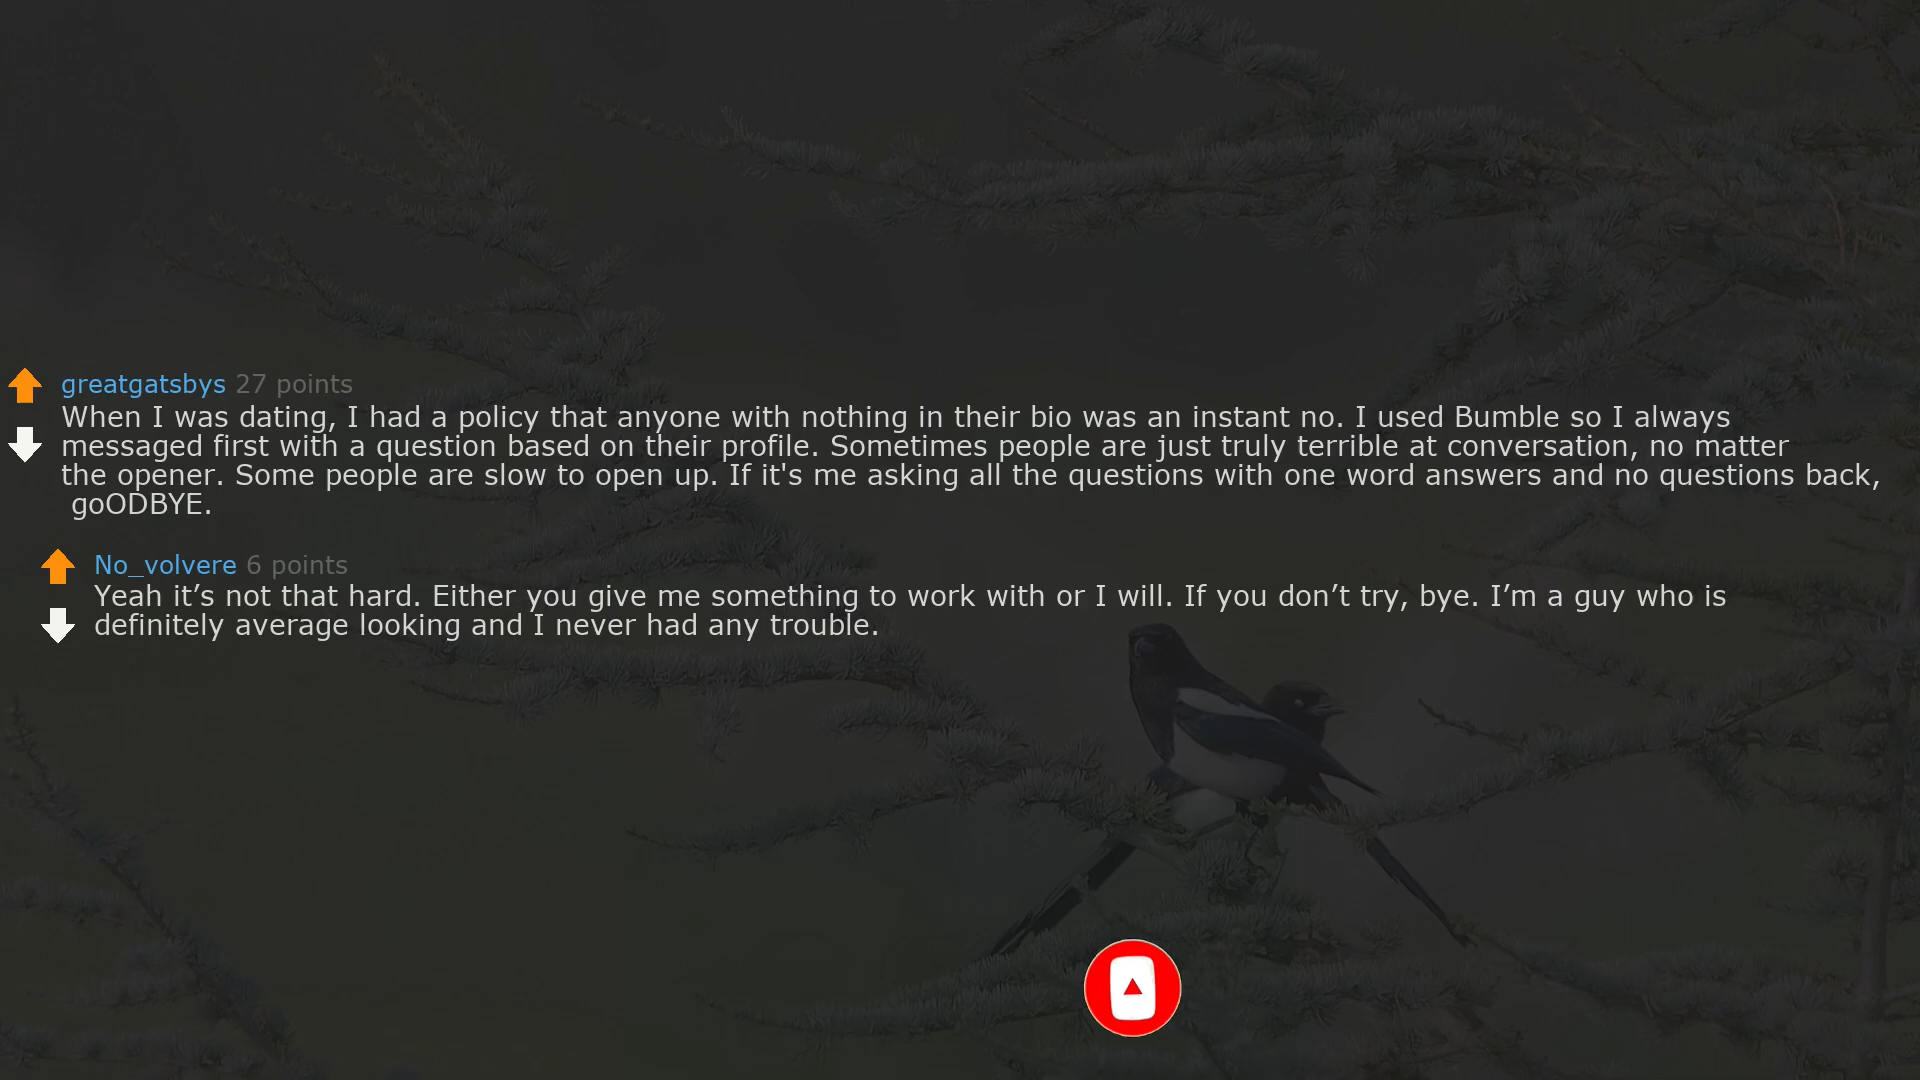 greatgatsbys 27 points
When I was dating, I had a policy that anyone with nothing in their bio was an instant no. I used Bumble so I always
messaged first with a question based on their profile. Sometimes people are just truly terrible at conversation, no matter
the opener. Some people are slow to open up. If it's me asking all the questions with one word answers and no questions back,
goODBYE.
No_volvere 6 points
Yeah it’s not that hard. Either you give me something to work with or I will. If you don’t try, bye. I’m a guy who is
definitely average looking and I never had any trouble.